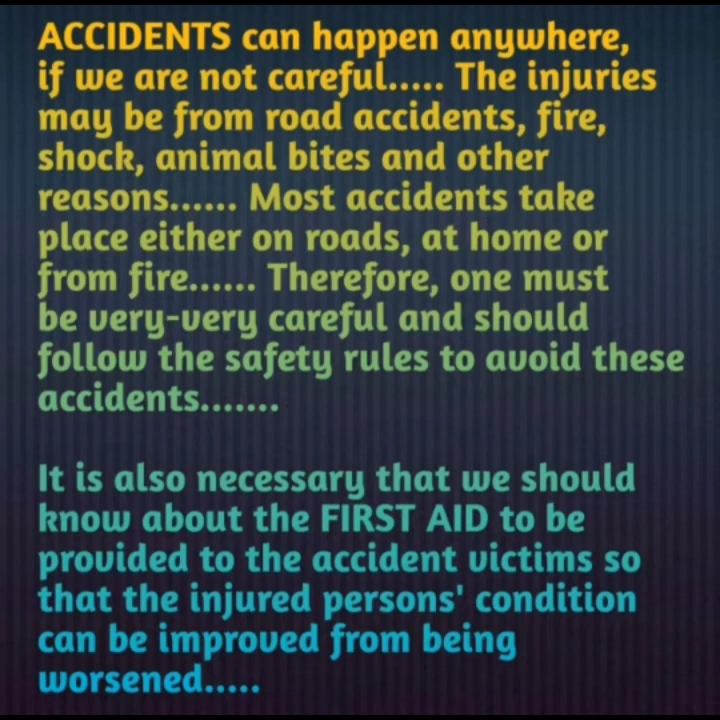 ACCIDENTS can happen anywhere,
if we are not careful..... The injuries
may be from road accidents, fire,
shock, animal bites and other
reasons...... Most accidents take
place either on roads, at home or
from fire...... Therefore, one must
be very-very careful and should
follow the safety rules to avoid these
accidents.......
It is also necessary that we should
know about the FIRST AID to be
provided to the accident victims so
that the injured persons' condition
can be improved from being
worsened.....